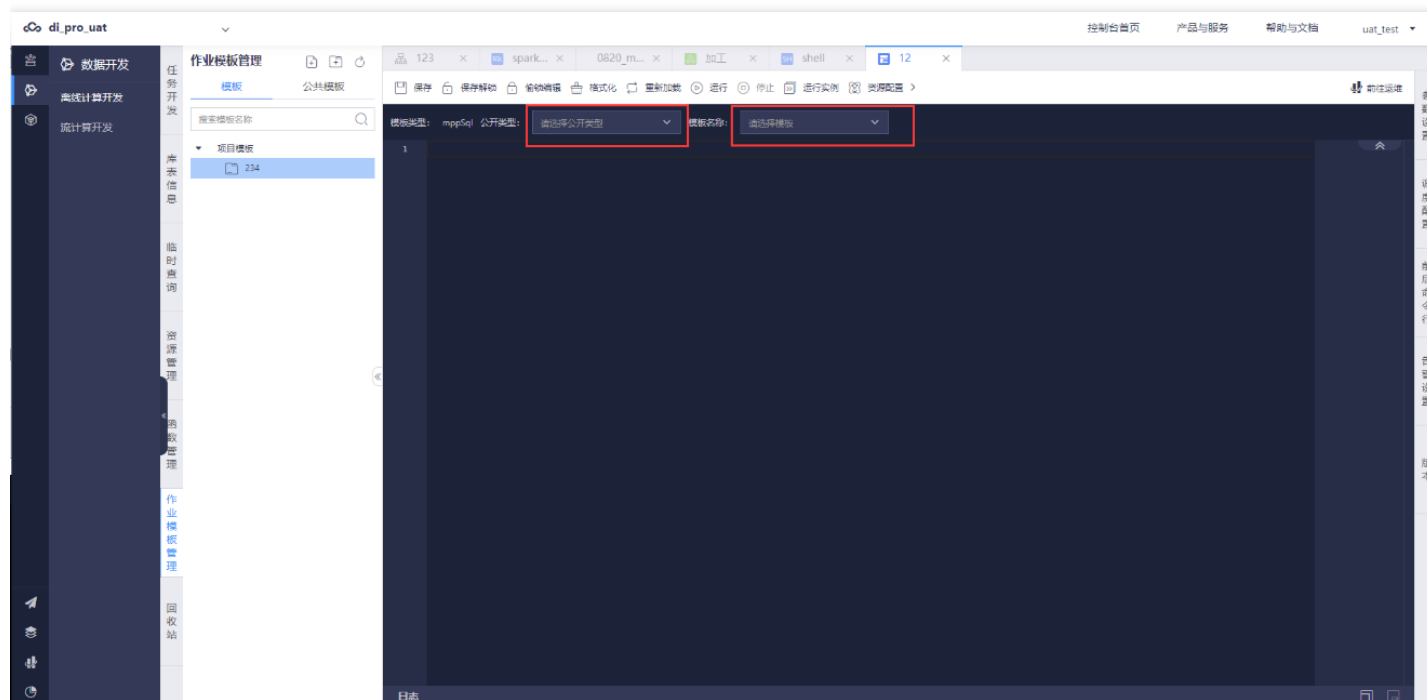 di_pro_uat
控制台首页 产品与服务 帮助与文档 uat_test
数据开发
离线计算开发
流计算开发
任务开发
库表信息
临时查询
资源管理
函数管理
作业模板管理
回收站
作业模板管理
模板 公共模板
搜索模板名称
项目模板
234
123 spark... 0820_m... 加工 shell 12
保存 保存解锁 偷锁编辑 格式化 重新加载 运行 停止 运行实例 资源配置
前往运维
模板类型: mppSql 公开类型: 请选择公开类型 模板名称: 请选择模板
1
日志